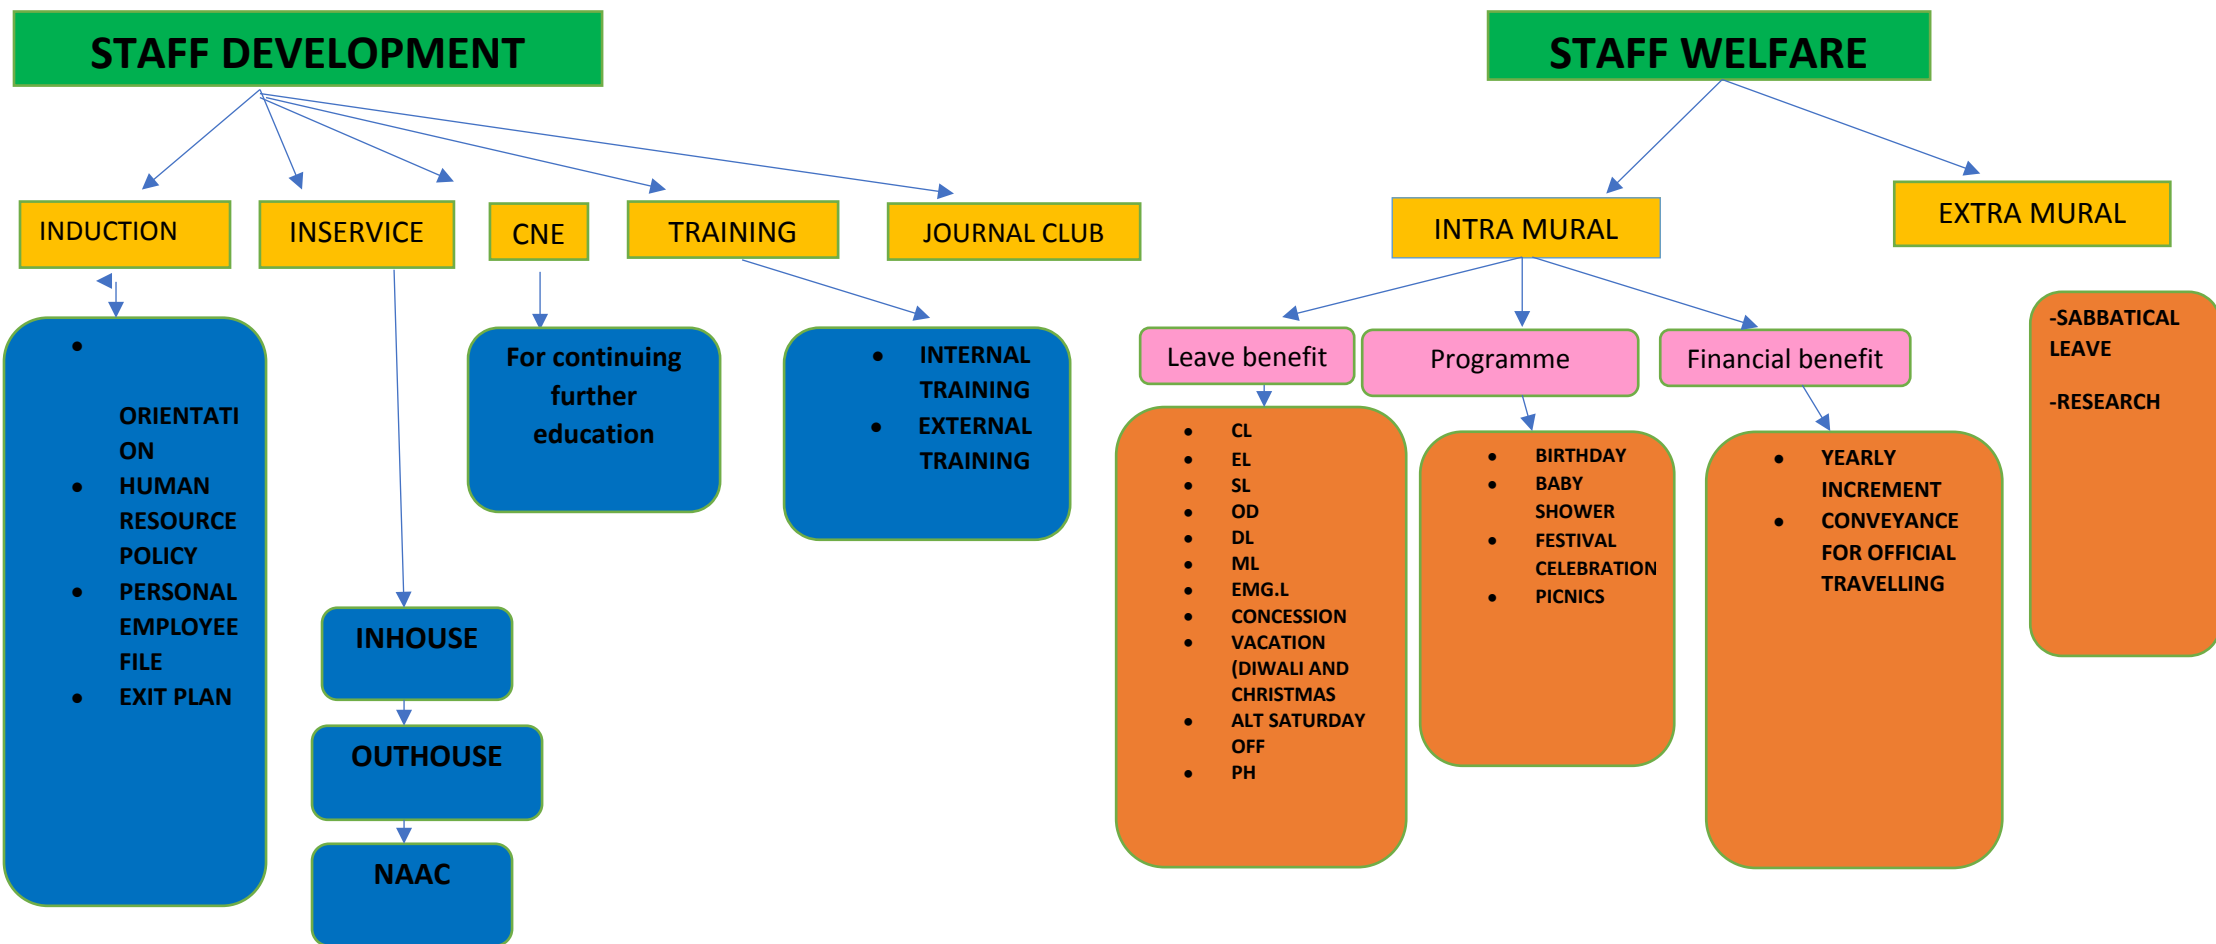 STAFF DEVELOPMENT
STAFF WELFARE
INDUCTION
INSERVICE
CNE
TRAINING
JOURNAL CLUB
INTRA MURAL
EXTRA MURAL
• 
ORIENTATI
ON
• HUMAN
RESOURCE
POLICY
• PERSONAL
EMPLOYEE
FILE
• EXIT PLAN
INHOUSE
OUTHOUSE
NAAC
For continuing
further
education
• INTERNAL
TRAINING
• EXTERNAL
TRAINING
Leave benefit
Programme
Financial benefit
• CL
• EL
• SL
• OD
• DL
• ML
• EMG.L
• CONCESSION
• VACATION
(DIWALI AND
CHRISTMAS
• ALT SATURDAY
OFF
• PH
• BIRTHDAY
• BABY
SHOWER
• FESTIVAL
CELEBRATION
• PICNICS
• YEARLY
INCREMENT
• CONVEYANCE
FOR OFFICIAL
TRAVELLING
-SABBATICAL
LEAVE
-RESEARCH